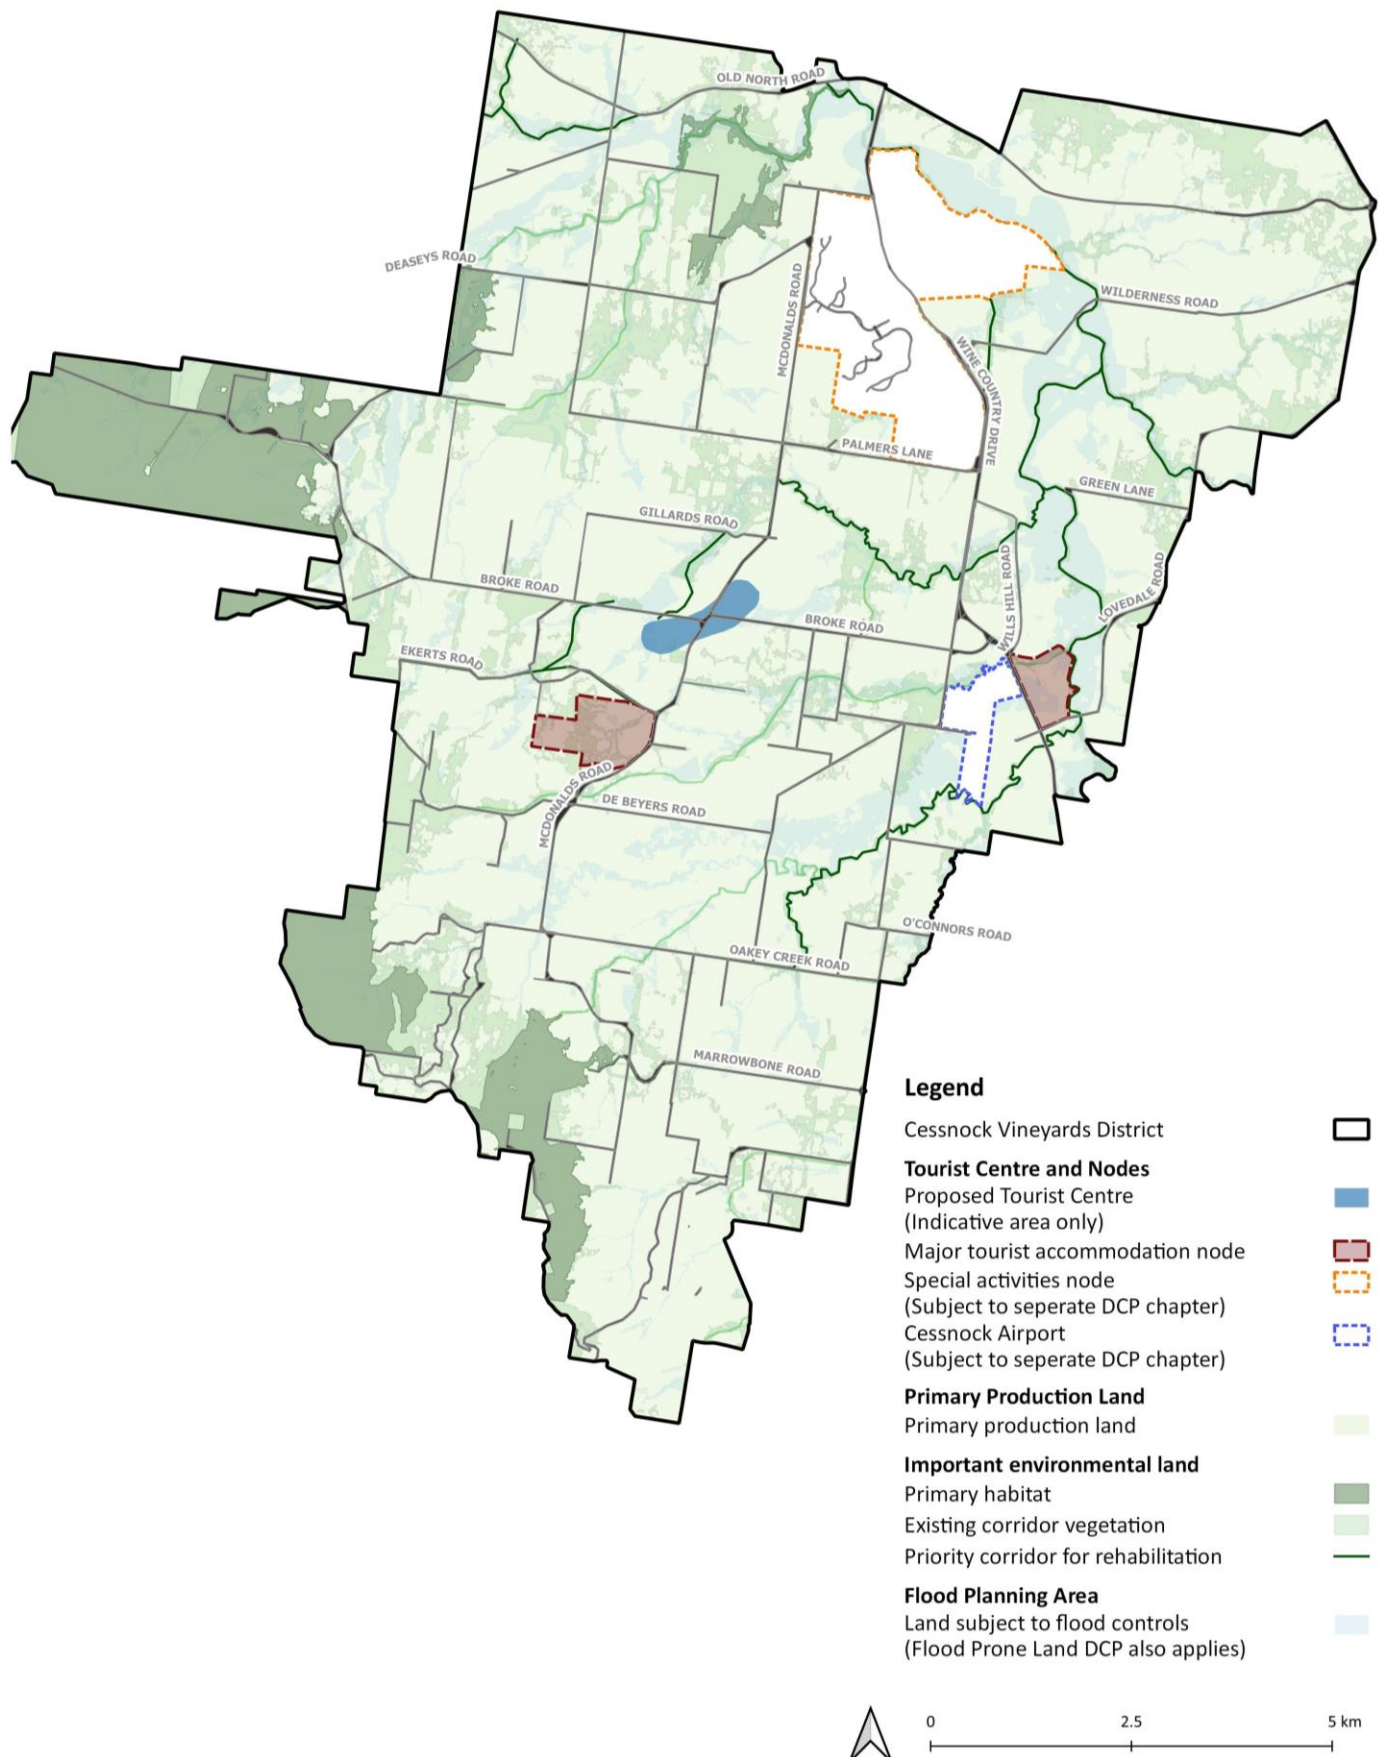 OLD NORTH ROAD
DEASEYS ROAD
MCDONALDS ROAD
WILDERNESS ROAD
WINE COUNTRY DRIVE
PALMERS LANE
GREEN LANE
GILLARDS ROAD
BROKE ROAD
BROKE ROAD
WILLS HILL ROAD
LOVEDALE ROAD
EKERTS ROAD
MCDONALDS ROAD
DE BEYERS ROAD
O'CONNORS ROAD
OAKEY CREEK ROAD
MARROWBONE ROAD
Legend
Cessnock Vineyards District
Tourist Centre and Nodes
Proposed Tourist Centre
(Indicative area only)
Major tourist accommodation node
Special activities node
(Subject to seperate DCP chapter)
Cessnock Airport
(Subject to seperate DCP chapter)
Primary Production Land
Primary production land
Important environmental land
Primary habitat
Existing corridor vegetation
Priority corridor for rehabilitation
Flood Planning Area
Land subject to flood controls
(Flood Prone Land DCP also applies)
0 2.5 5 km